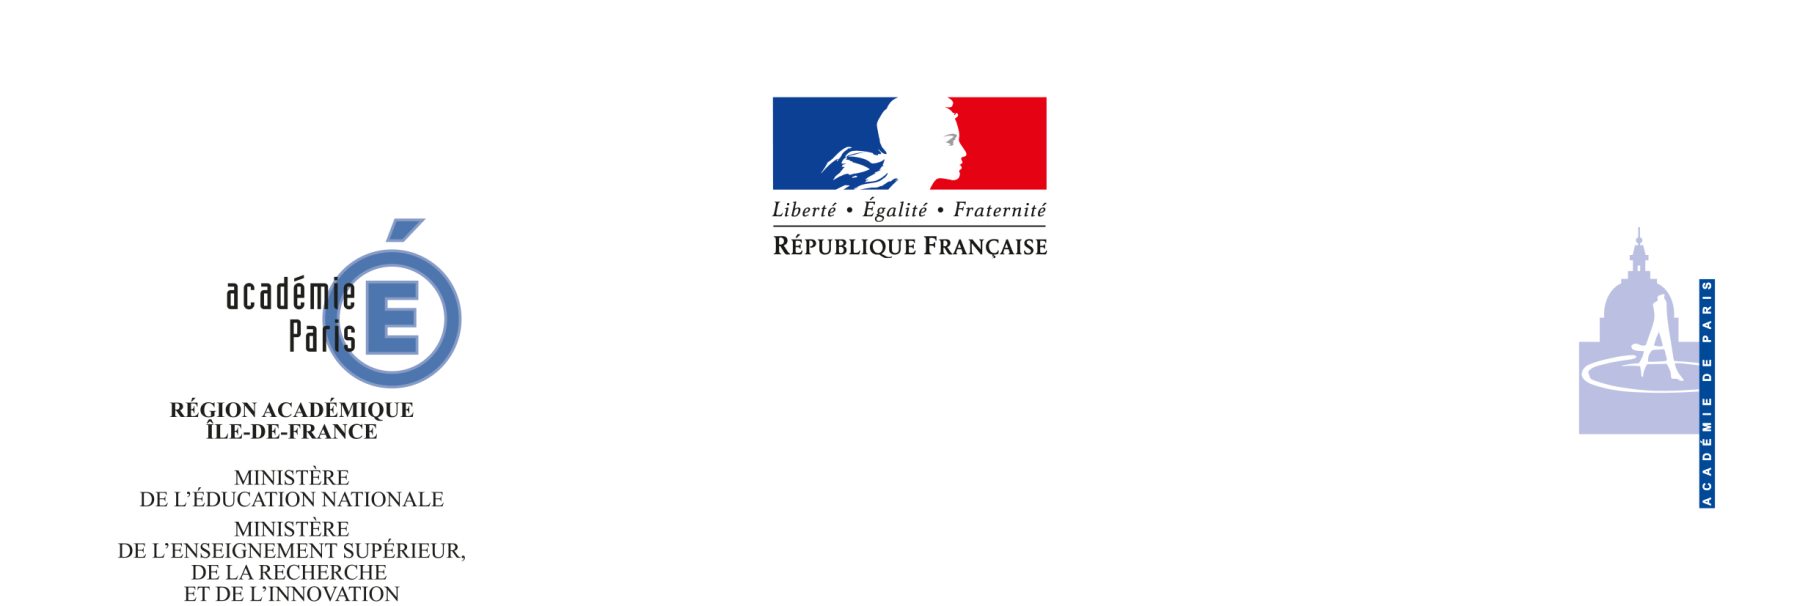 Liberté • Égalité • Fraternité
RÉPUBLIQUE FRANÇAISE
académie
Paris
É
RÉGION ACADÉMIQUE
ÎLE-DE-FRANCE
MINISTÈRE
DE L’ÉDUCATION NATIONALE
MINISTÈRE
DE L’ENSEIGNEMENT SUPÉRIEUR,
DE LA RECHERCHE
ET DE L’INNOVATION
A
ACADÉMIE DE PARIS